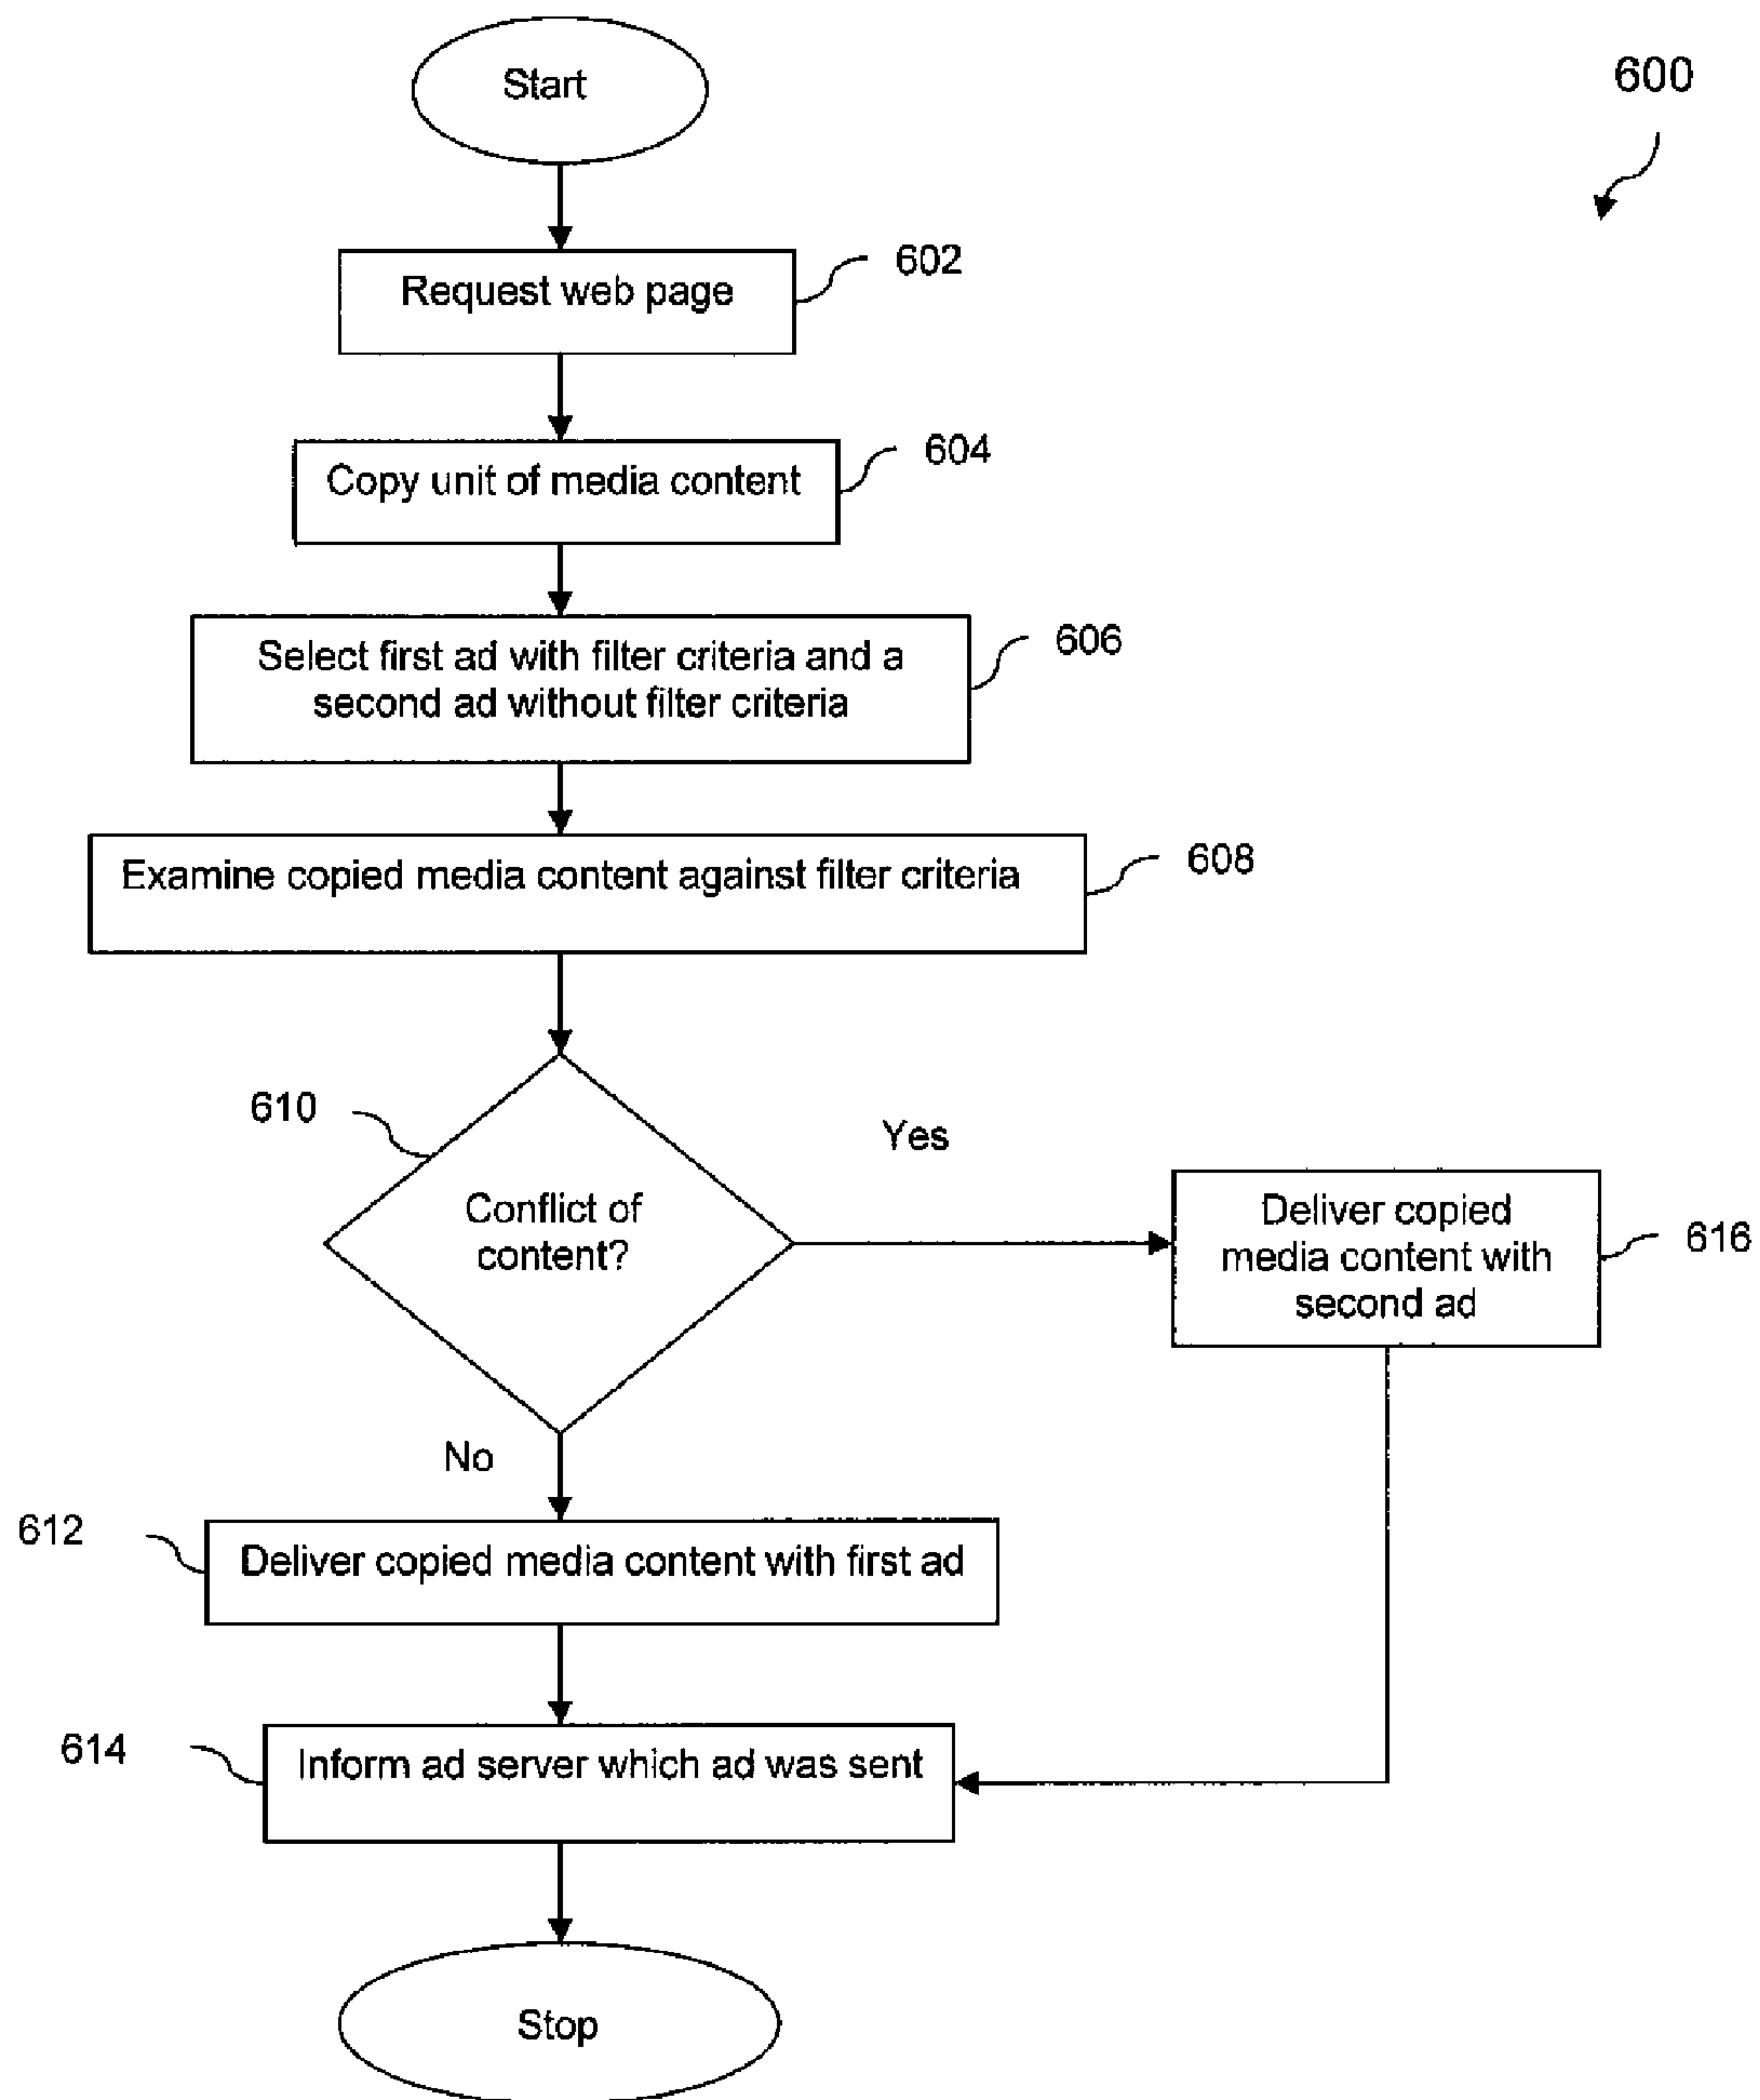 Start
600
Request web page
602
Copy unit of media content
604
Select first ad with filter criteria and a
second ad without filter criteria
606
Examine copied media content against filter criteria
608
610
Conflict of
content?
Yes
Deliver copied
media content with
second ad
616
No
612
Deliver copied media content with first ad
614
Inform ad server which ad was sent
Stop